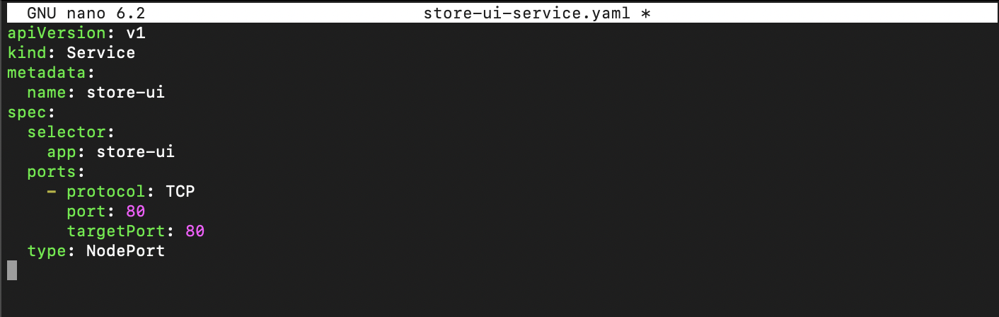 GNU nano 6.2 store-ui-service.yaml *
apiVersion: v1
kind: Service
metadata:
  name: store-ui
spec:
  selector:
    app: store-ui
  ports:
    - protocol: TCP
      port: 80
      targetPort: 80
  type: NodePort